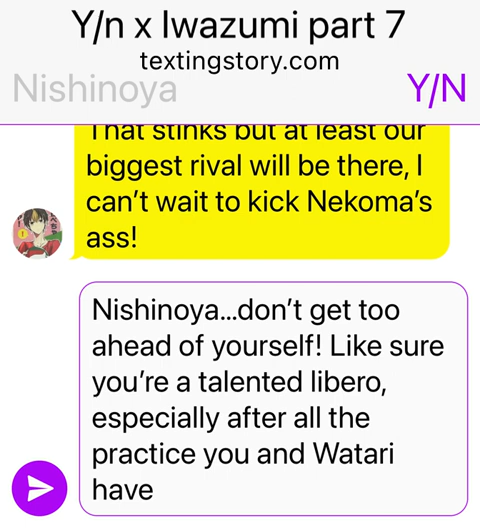 Y/n x Iwazumi part 7
textingstory.com
Nishinoya
Y/N
That stinks but at least our
biggest rival will be there, I
can't wait to kick Nekoma's
ass!
Nishinoya...don't get too
ahead of yourself! Like sure
you're a talented libero,
especially after all the
practice you and Watari
have